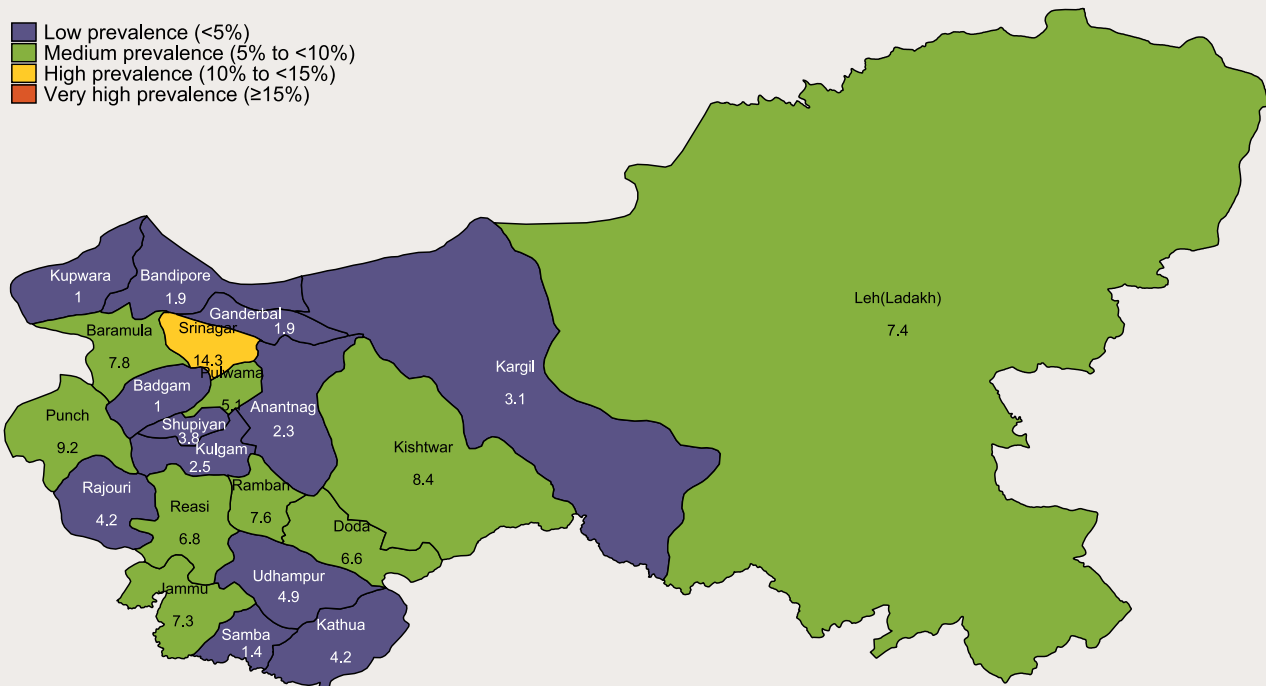 Low prevalence (<5%)
Medium prevalence (5% to <10%)
High prevalence (10% to <15%)
Very high prevalence (≥15%)
Kupwara
1
Bandipore
1.9
Ganderbal
1.9
Baramula
7.8
Srinagar
14.3
Pulwama
5.1
Badgam
1
Shupiyan
3.8
Kulgam
2.5
Anantnag
2.3
Punch
9.2
Rajouri
4.2
Reasi
6.8
Ramban
7.6
Kishtwar
8.4
Doda
6.6
Kargil
3.1
Leh(Ladakh)
7.4
Jammu
7.3
Udhampur
4.9
Samba
1.4
Kathua
4.2